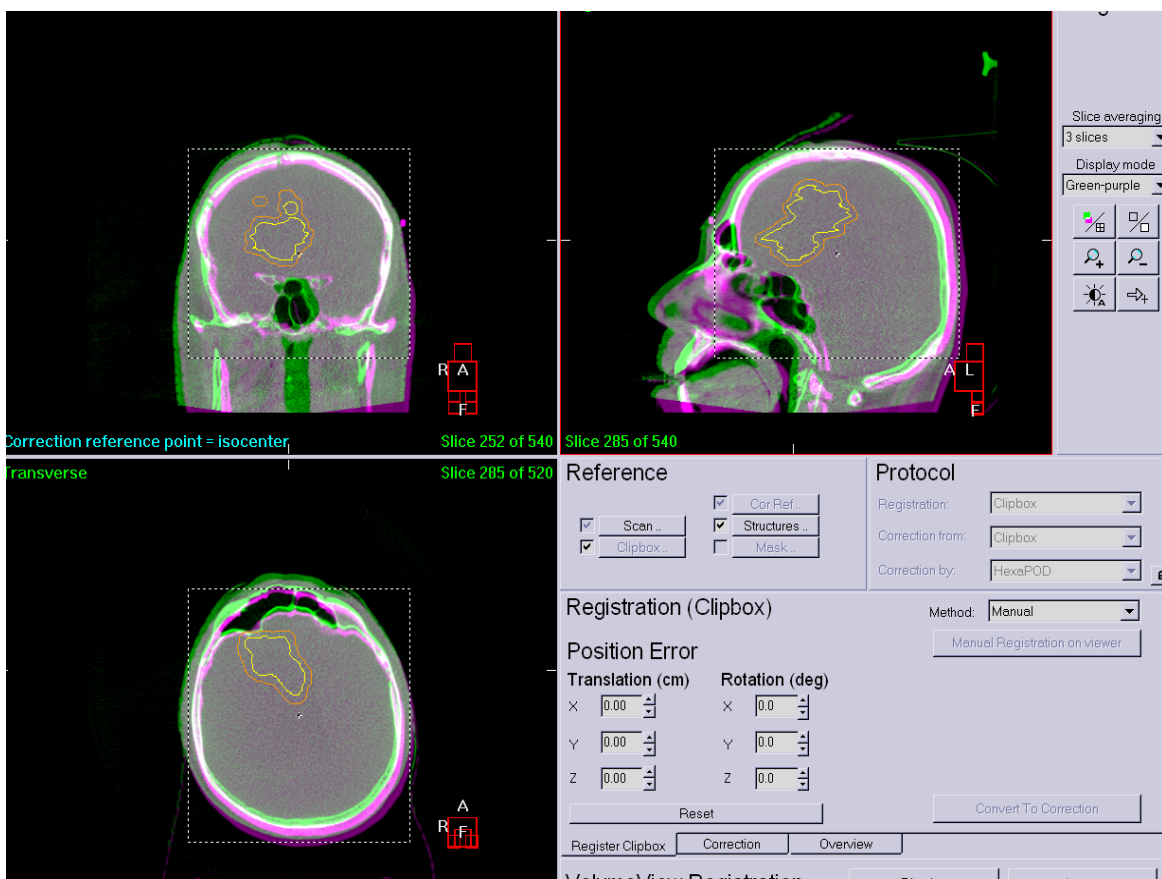 Slice averaging
3 slices
Display mode
Green-purple
R A
F
A L
F
Correction reference point = isocenter
Slice 252 of 540
Slice 285 of 540
Transverse
Slice 285 of 520
A
R F
Reference
Cor Ref...
Scan ..
Structures ..
Clipbox ..
Mask ..
Protocol
Registration: Clipbox
Correction from: Clipbox
Correction by: HexaPOD
Registration (Clipbox)
Method: Manual
Manual Registration on viewer
Position Error
Translation (cm) Rotation (deg)
X 0.00 X 0.0
Y 0.00 Y 0.0
Z 0.00 Z 0.0
Reset
Convert To Correction
Register Clipbox Correction Overview
VolumeView Registration